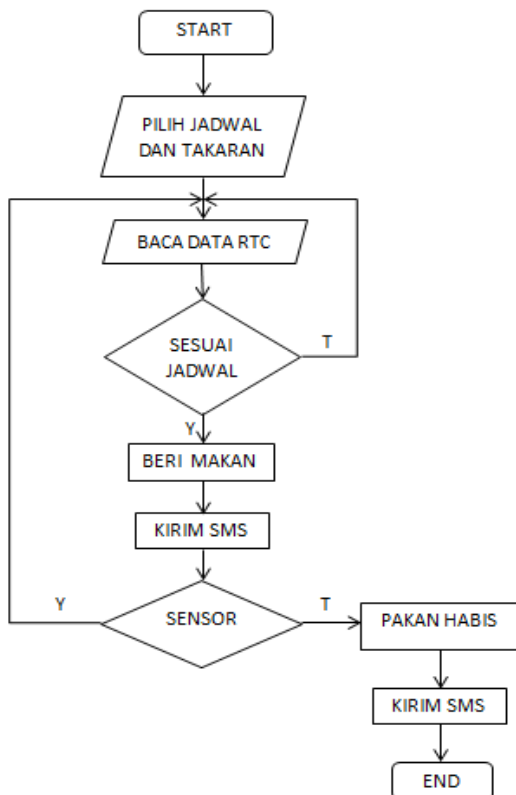 START
PILIH JADWAL
DAN TAKARAN
BACA DATA RTC
SESUAI
JADWAL
T
Y
BERI MAKAN
KIRIM SMS
Y
SENSOR
T
PAKAN HABIS
KIRIM SMS
END